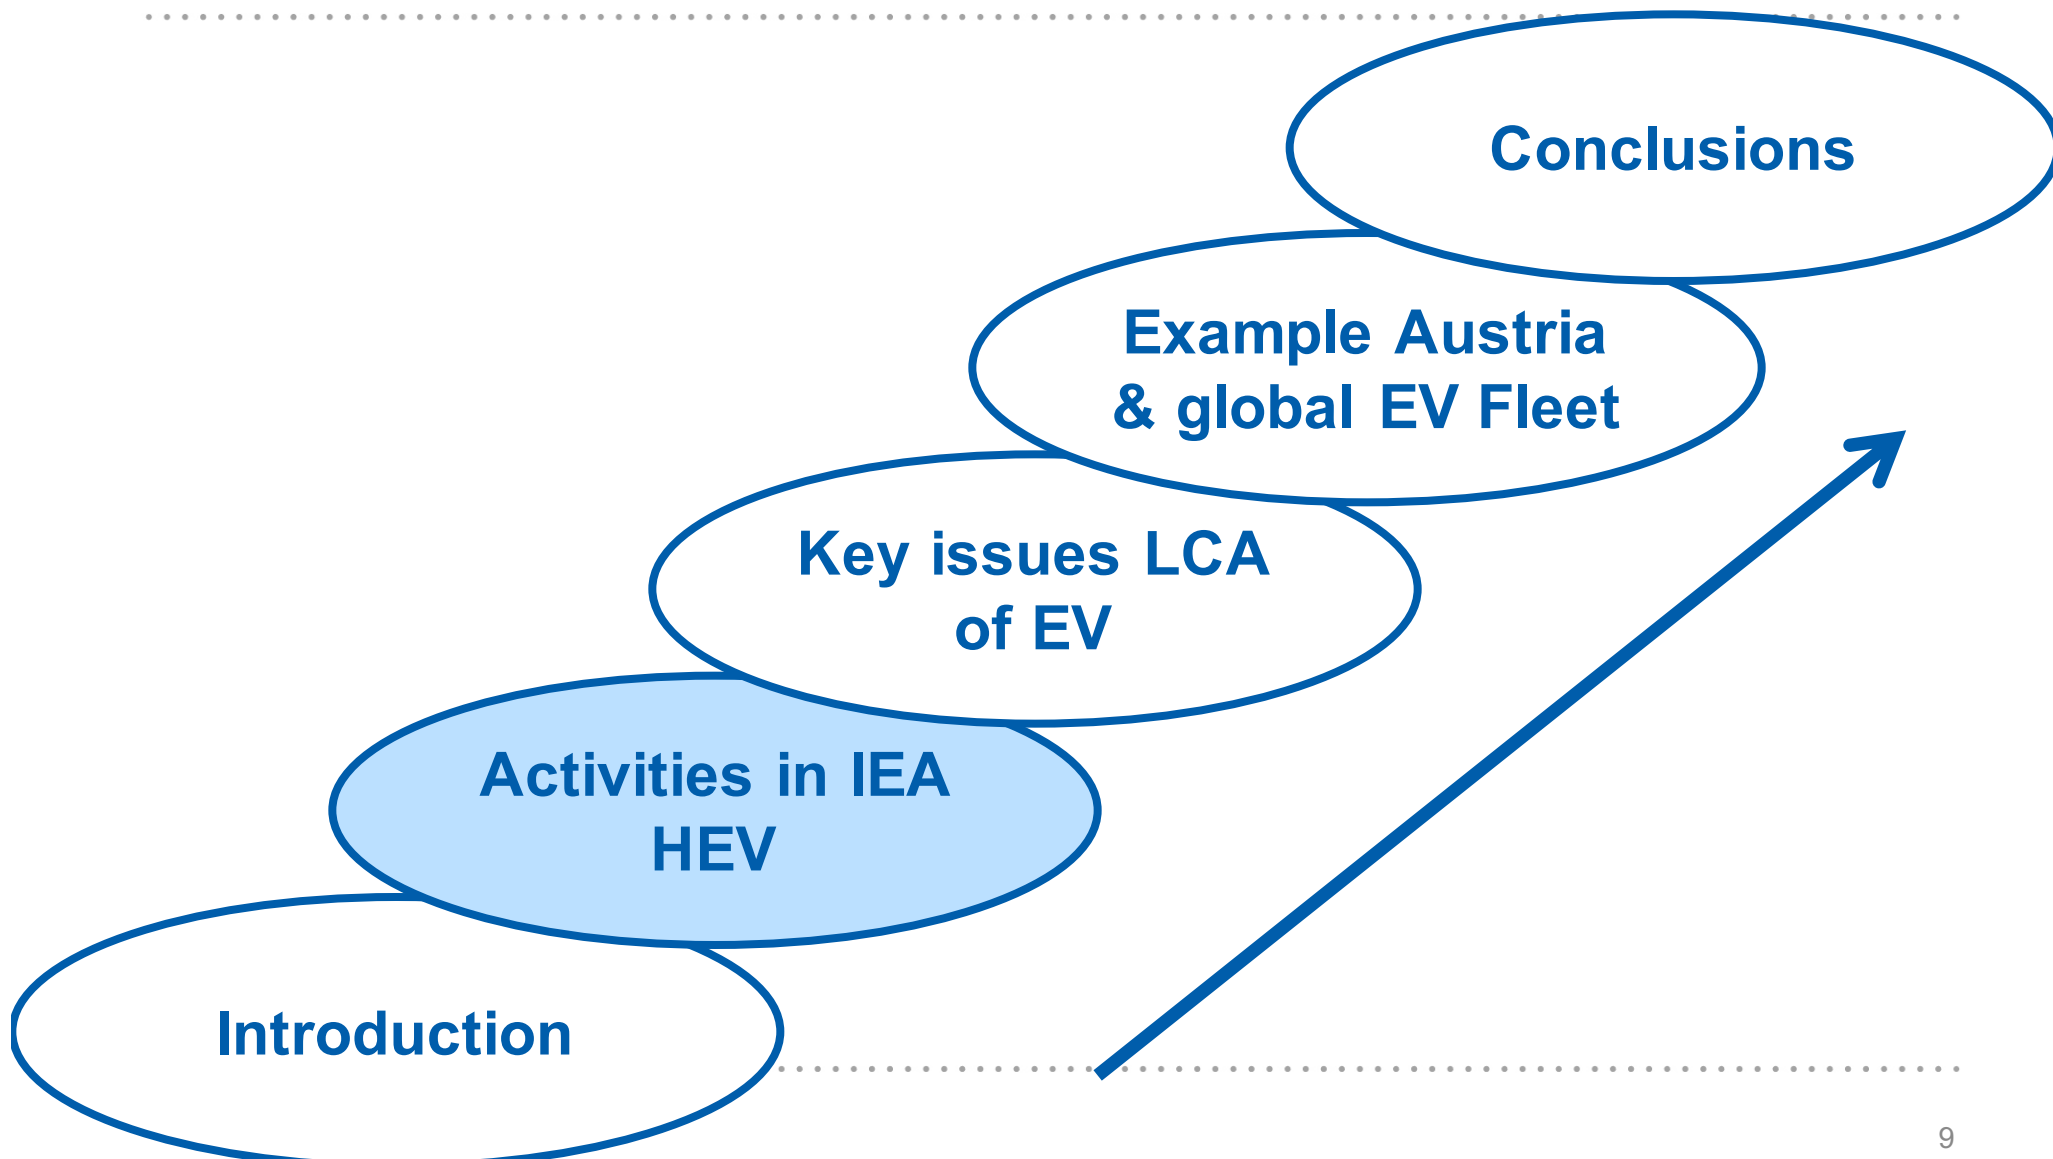 Conclusions
Example Austria
& global EV Fleet
Key issues LCA
of EV
Activities in IEA
HEV
Introduction
9